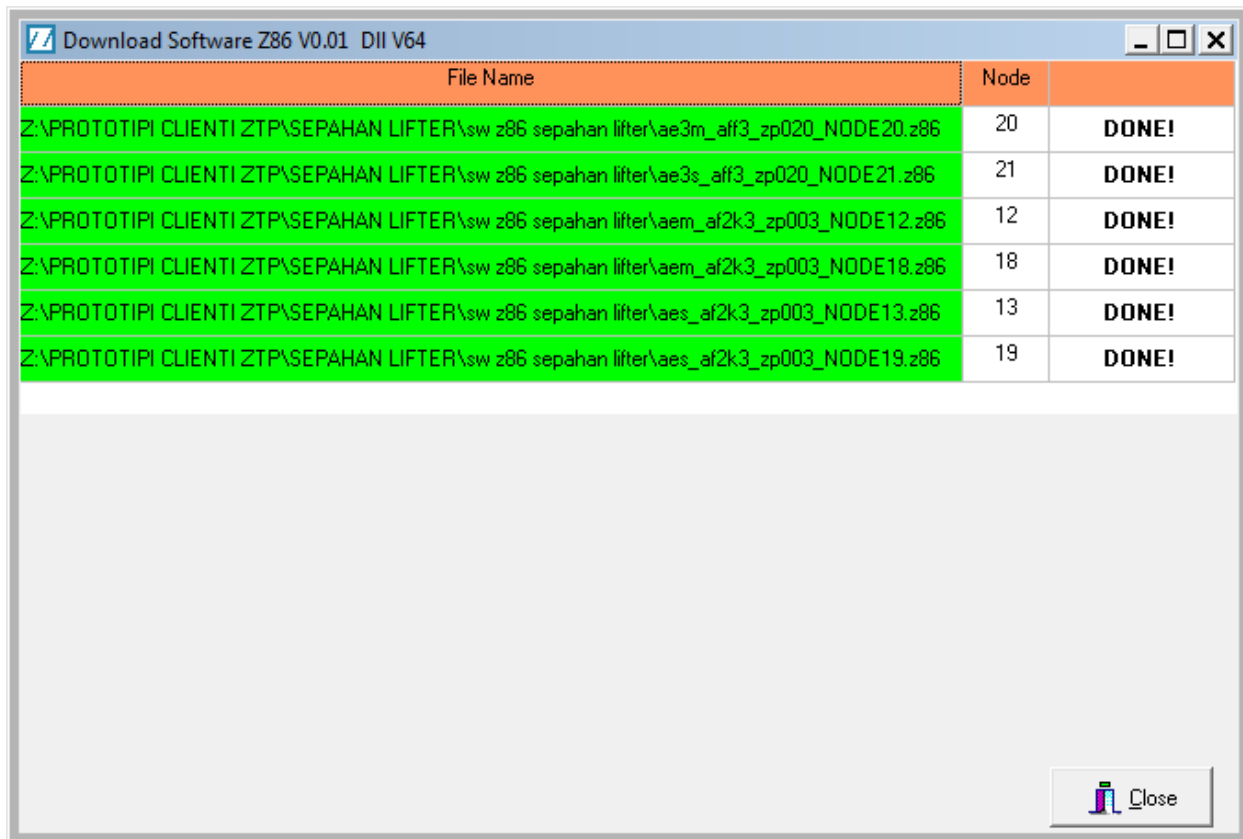 Download Software Z86 V0.01 Dll V64
File Name Node
Z:\PROTOTIPI CLIENTI ZTP\SEPAHAN LIFTER\sw z86 sepahan lifter\ae3m_aff3_zp020_NODE20.z86 20 DONE!
Z:\PROTOTIPI CLIENTI ZTP\SEPAHAN LIFTER\sw z86 sepahan lifter\ae3s_aff3_zp020_NODE21.z86 21 DONE!
Z:\PROTOTIPI CLIENTI ZTP\SEPAHAN LIFTER\sw z86 sepahan lifter\aem_af2k3_zp003_NODE12.z86 12 DONE!
Z:\PROTOTIPI CLIENTI ZTP\SEPAHAN LIFTER\sw z86 sepahan lifter\aem_af2k3_zp003_NODE18.z86 18 DONE!
Z:\PROTOTIPI CLIENTI ZTP\SEPAHAN LIFTER\sw z86 sepahan lifter\aes_af2k3_zp003_NODE13.z86 13 DONE!
Z:\PROTOTIPI CLIENTI ZTP\SEPAHAN LIFTER\sw z86 sepahan lifter\aes_af2k3_zp003_NODE19.z86 19 DONE!
Close